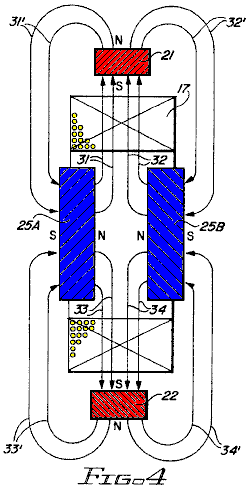 31' N 32'
21
S 17
31 32
25A 25B
S N N S
33 34
S
22
N
33' 34'
FIG. 4